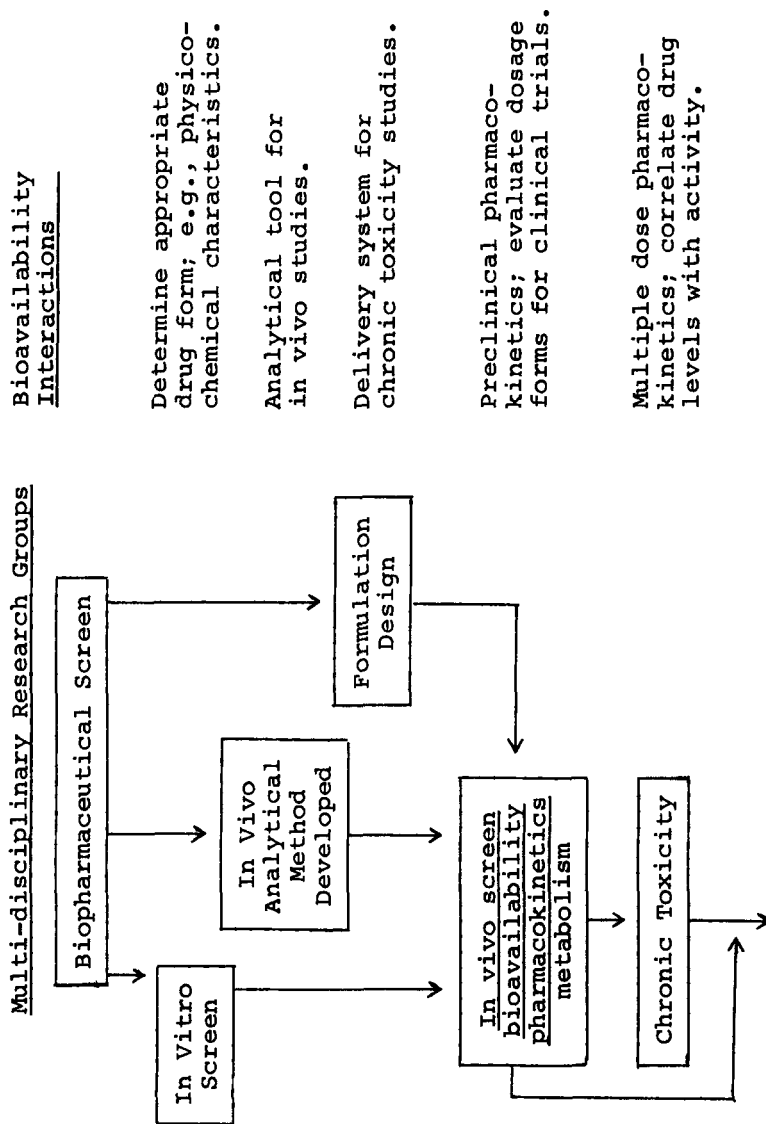 Multi-disciplinary Research Groups
Biopharmaceutical Screen
In Vitro
Screen
In Vivo
Analytical
Method
Developed
Formulation
Design
In vivo screen
bioavailability
pharmacokinetics
metabolism
Chronic Toxicity
Bioavailability
Interactions
Determine appropriate
drug form; e.g., physico-
chemical characteristics.
Analytical tool for
in vivo studies.
Delivery system for
chronic toxicity studies.
Preclinical pharmaco-
kinetics; evaluate dosage
forms for clinical trials.
Multiple dose pharmaco-
kinetics; correlate drug
levels with activity.